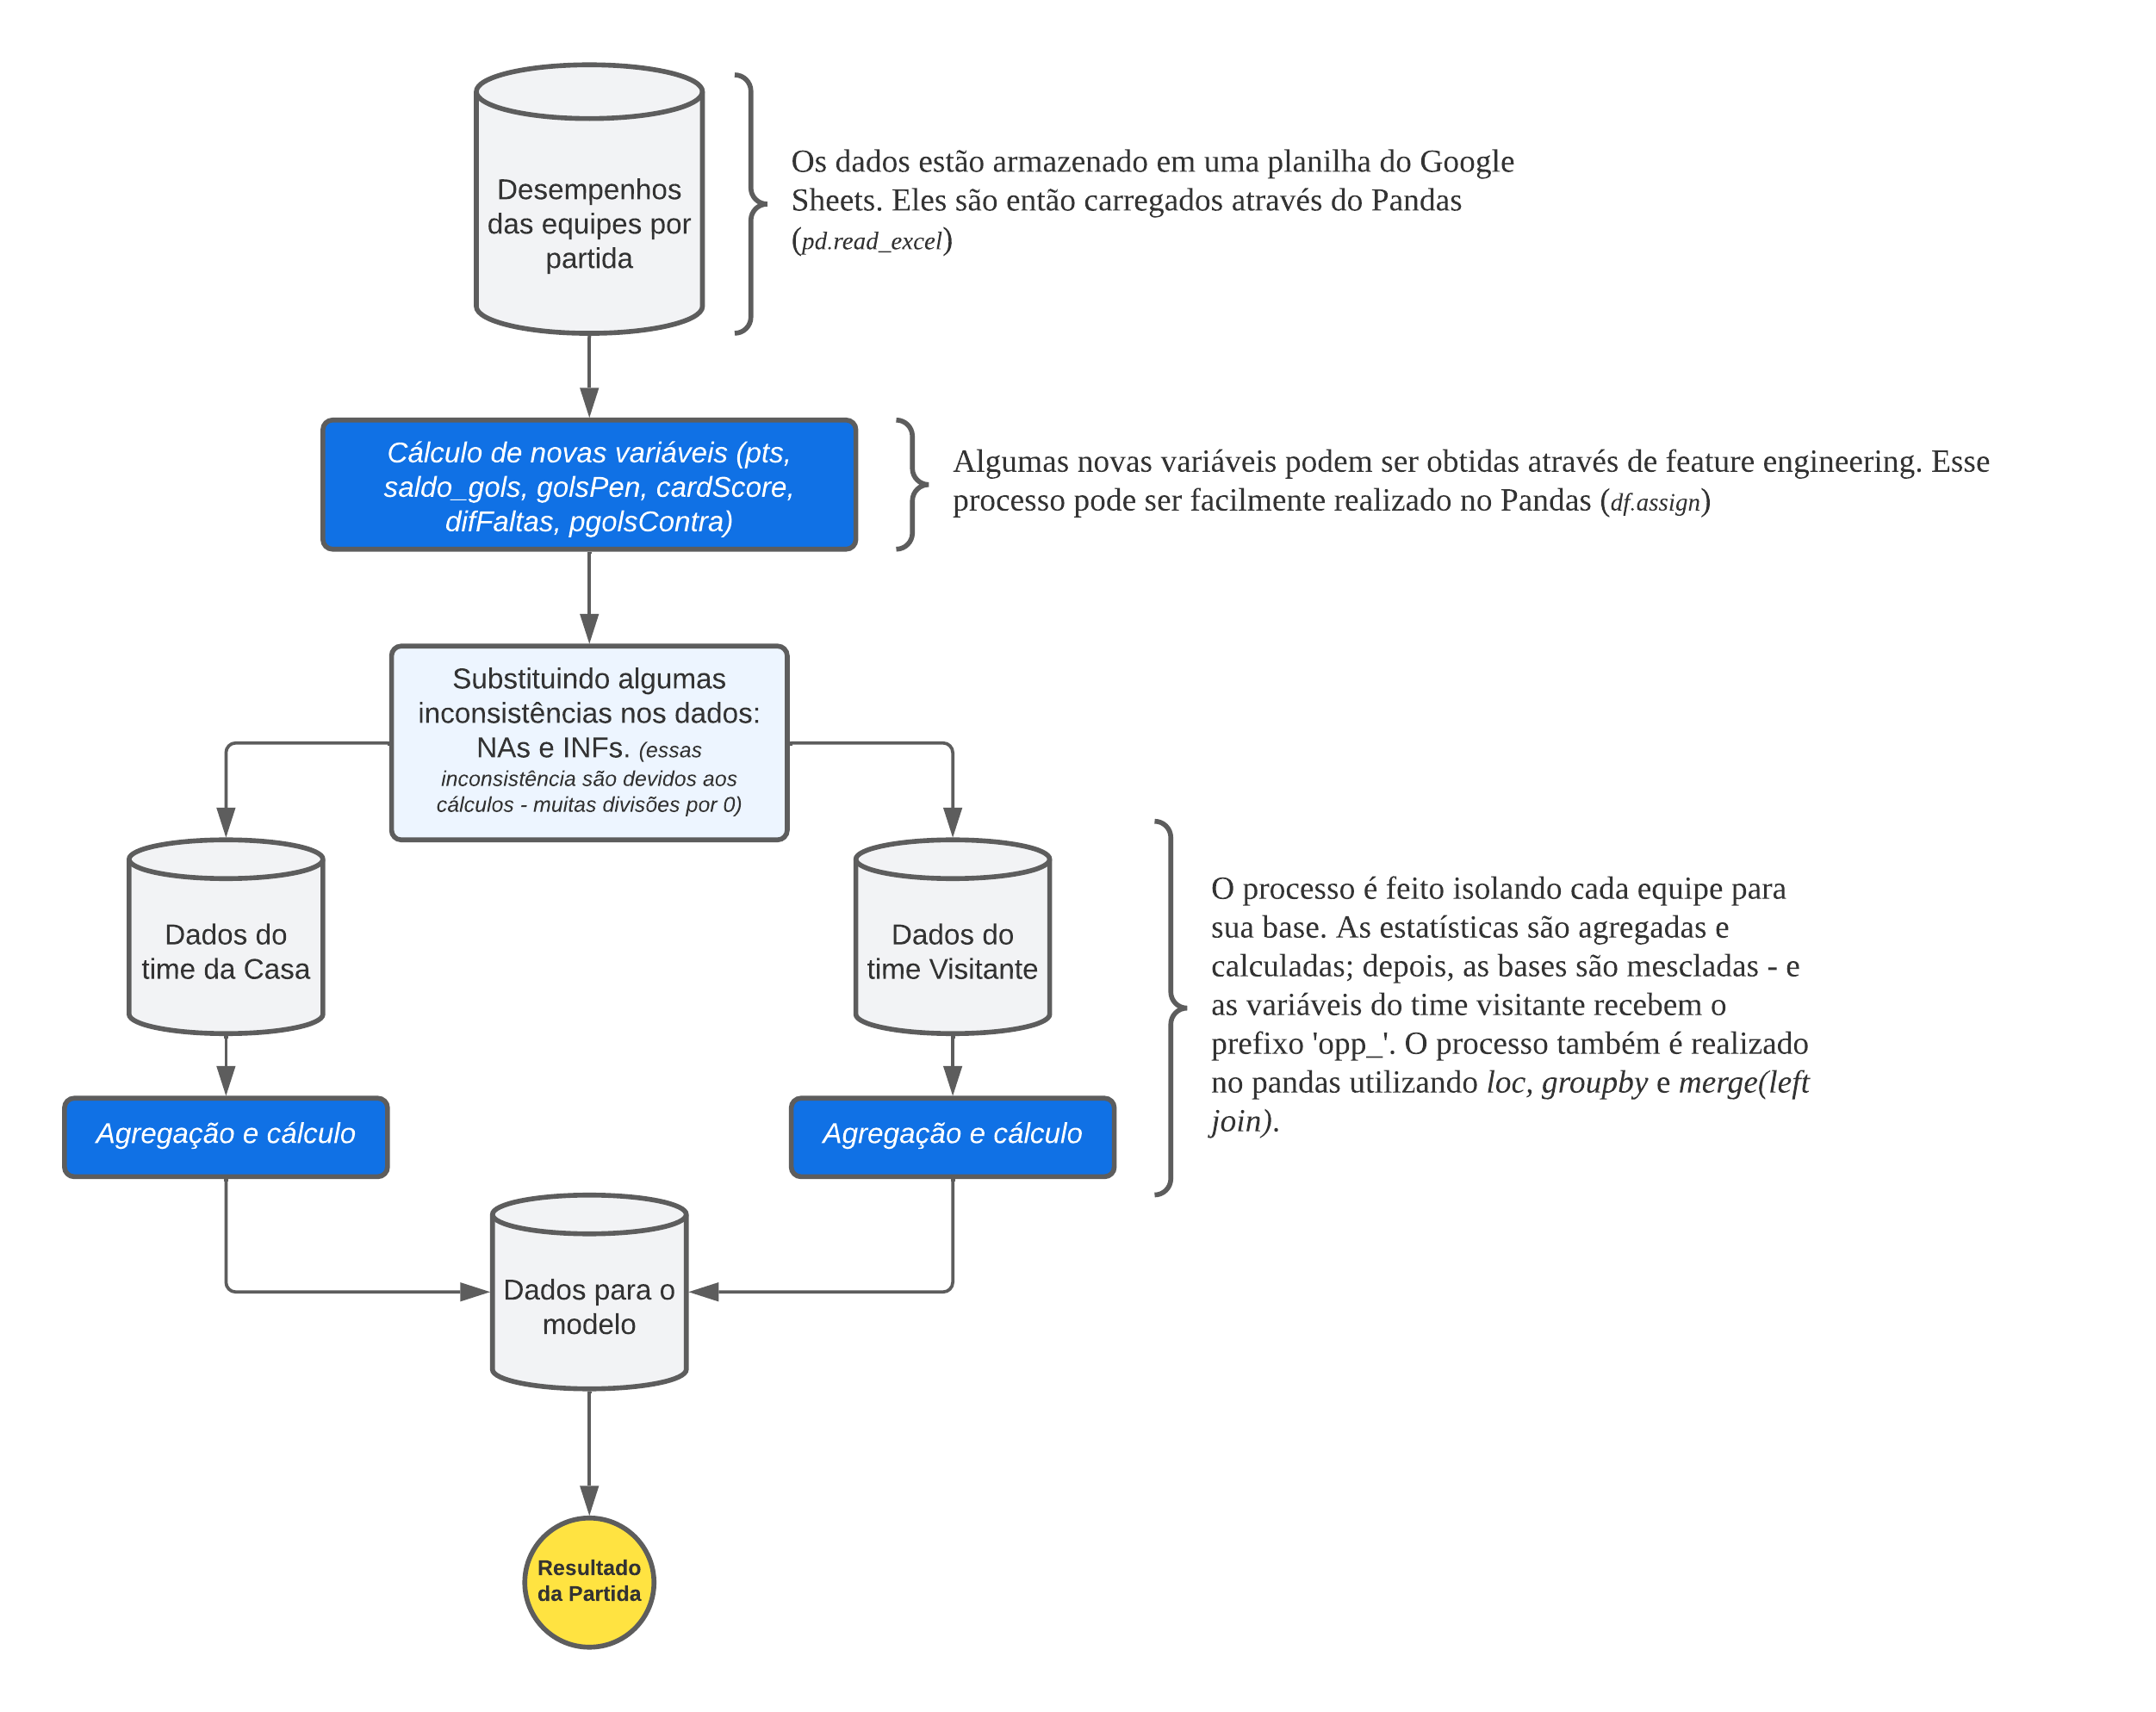 Desempenhos
das equipes por
partida
Os dados estão armazenado em uma planilha do Google
Sheets. Eles são então carregados através do Pandas
(pd.read_excel)
Cálculo de novas variáveis (pts,
saldo_gols, golsPen, cardScore,
difFaltas, pgolsContra)
Algumas novas variáveis podem ser obtidas através de feature engineering. Esse
processo pode ser facilmente realizado no Pandas (df.assign)
Substituindo algumas
inconsistências nos dados:
NAs e INFs. (essas
inconsistência são devidos aos
cálculos - muitas divisões por 0)
Dados do
time da Casa
Dados do
time Visitante
O processo é feito isolando cada equipe para
sua base. As estatísticas são agregadas e
calculadas; depois, as bases são mescladas - e
as variáveis do time visitante recebem o
prefixo 'opp_'. O processo também é realizado
no pandas utilizando loc, groupby e merge(left
join).
Agregação e cálculo
Agregação e cálculo
Dados para o
modelo
Resultado
da Partida